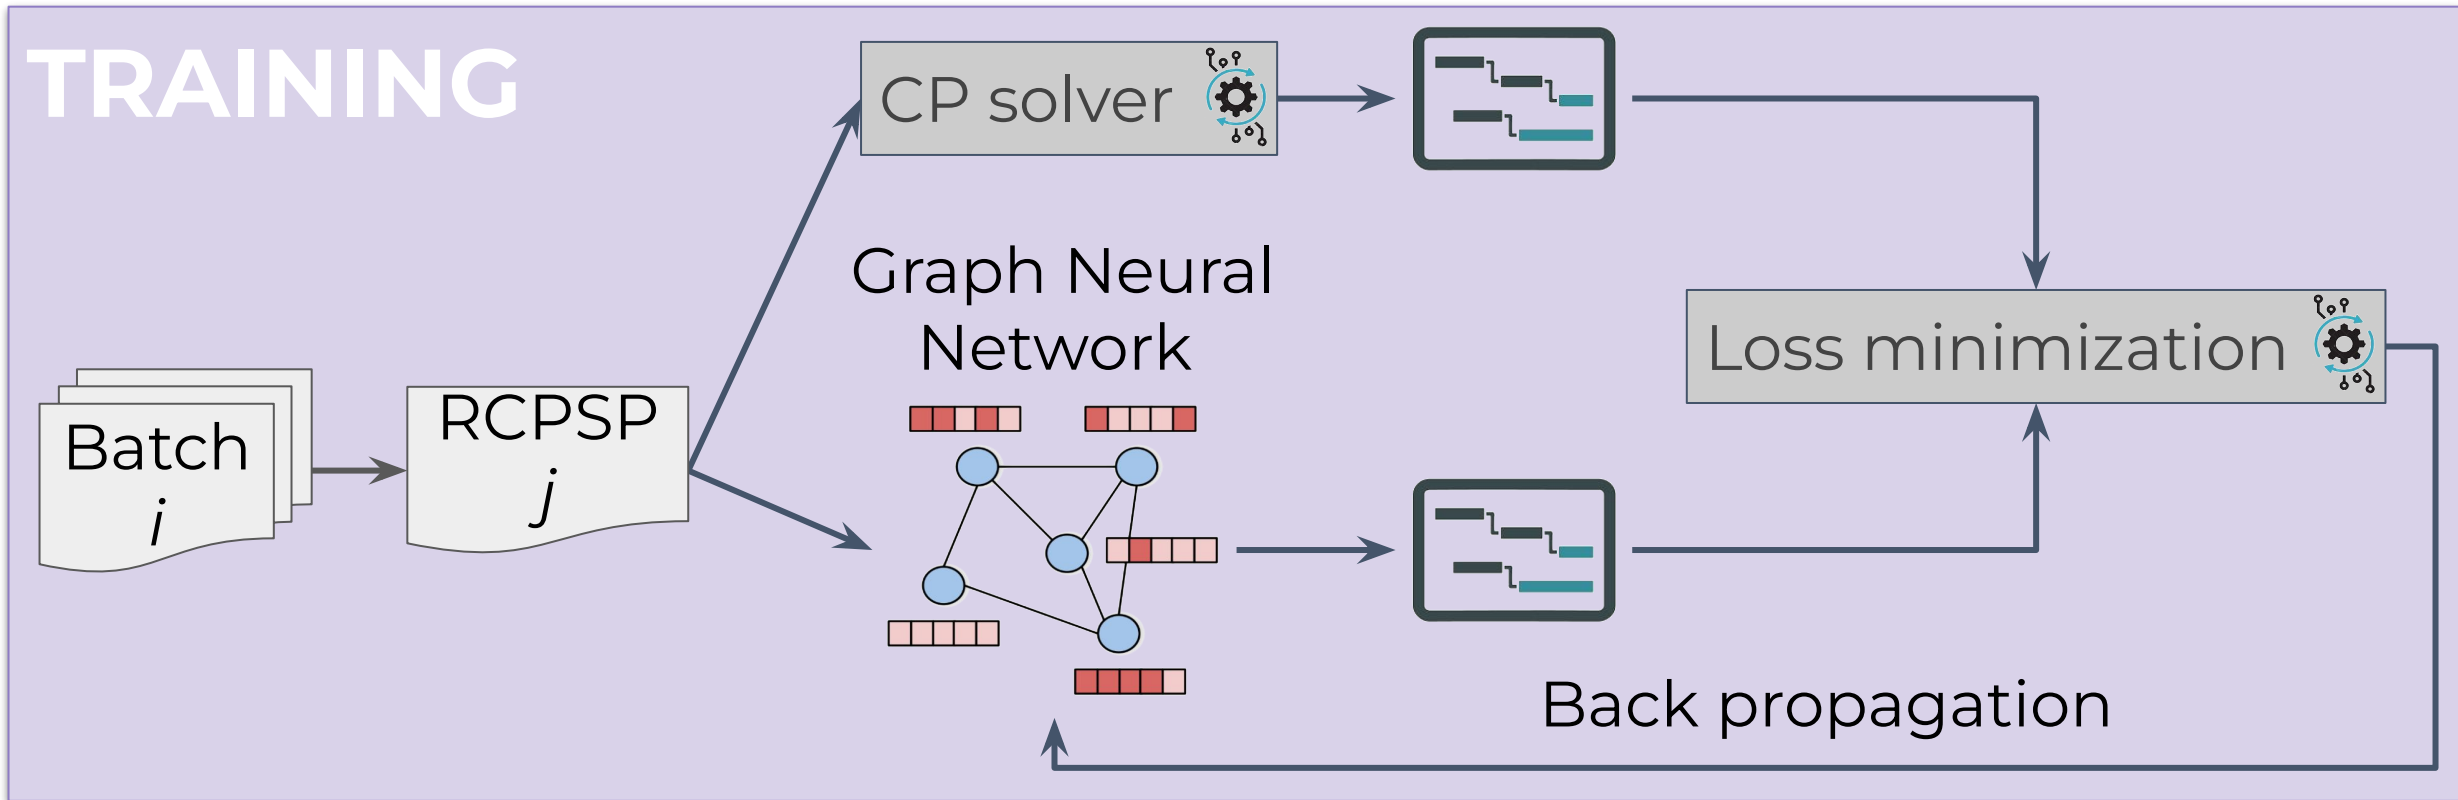 TRAINING
CP solver
Graph Neural
Network
Loss minimization
Batch
i
RCPSP
j
Back propagation